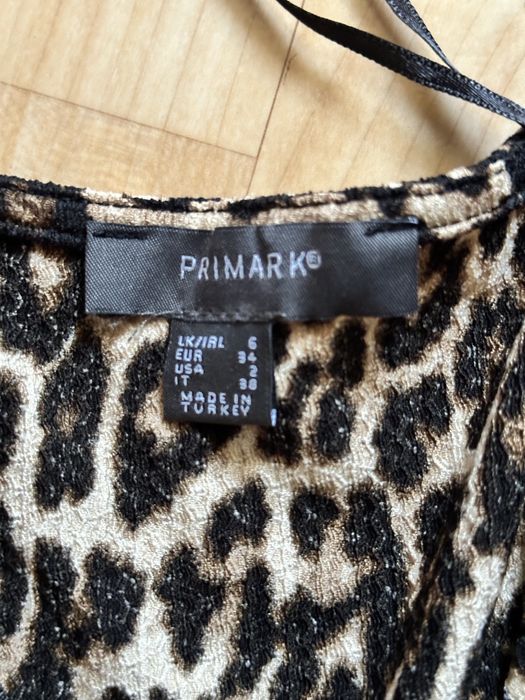 PRIMARK®
UK/IRL 6
EUR 34
USA 2
IT 38
MADE IN
TURKEY